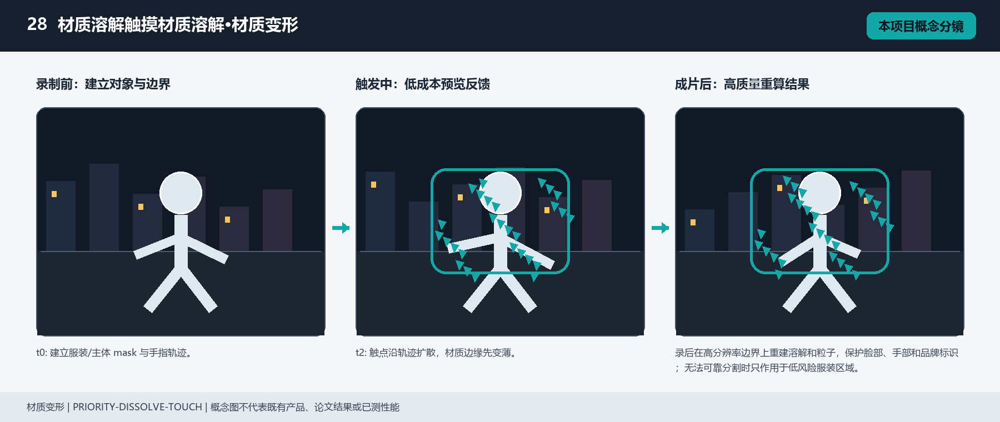 28 材质溶解触摸材质溶解•材质变形
本项目概念分镜
录制前：建立对象与边界
触发中：低成本预览反馈
成片后：高质量重算结果
t0: 建立服装/主体 mask 与手指轨迹。
t2: 触点沿轨迹扩散，材质边缘先变薄。
录后在高分辨率边界上重建溶解和粒子，保护脸部、手部和品牌标识
；无法可靠分割时只作用于低风险服装区域。
材质变形 | PRIORITY-DISSOLVE-TOUCH | 概念图不代表既有产品、论文结果或已测性能